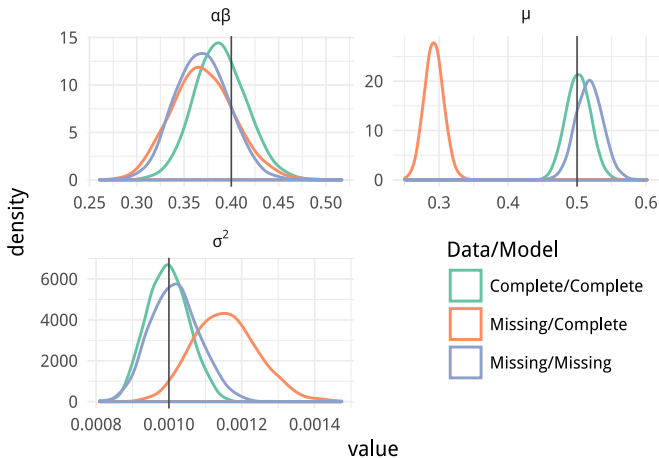 αβ
μ
15
10
5
0
0.25 0.30 0.35 0.40 0.45 0.50
20
10
0
0.3 0.4 0.5 0.6
density
σ²
6000
4000
2000
0
0.0008 0.0010 0.0012 0.0014
Data/Model
Complete/Complete
Missing/Complete
Missing/Missing
value